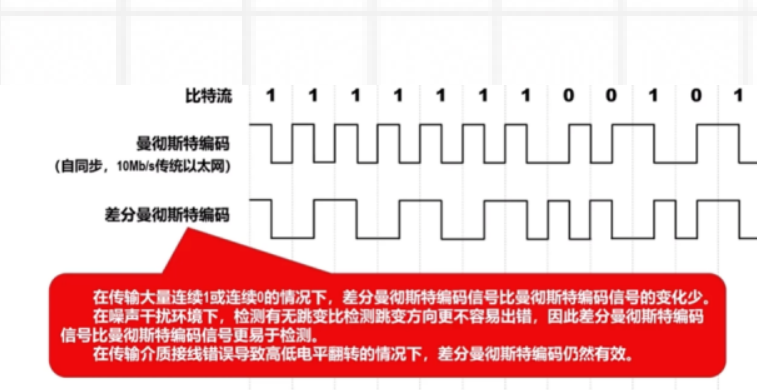 比特流 1 1 1 1 1 1 1 0 0 1 0 1
曼彻斯特编码
(自同步，10Mb/s传统以太网)
差分曼彻斯特编码
在传输大量连续1或连续0的情况下，差分曼彻斯特编码信号比曼彻斯特编码信号的变化少。
在噪声干扰环境下，检测有无跳变比检测跳变方向更不容易出错，因此差分曼彻斯特编码
信号比曼彻斯特编码信号更易于检测。
在传输介质接线错误导致高低电平翻转的情况下，差分曼彻斯特编码仍然有效。